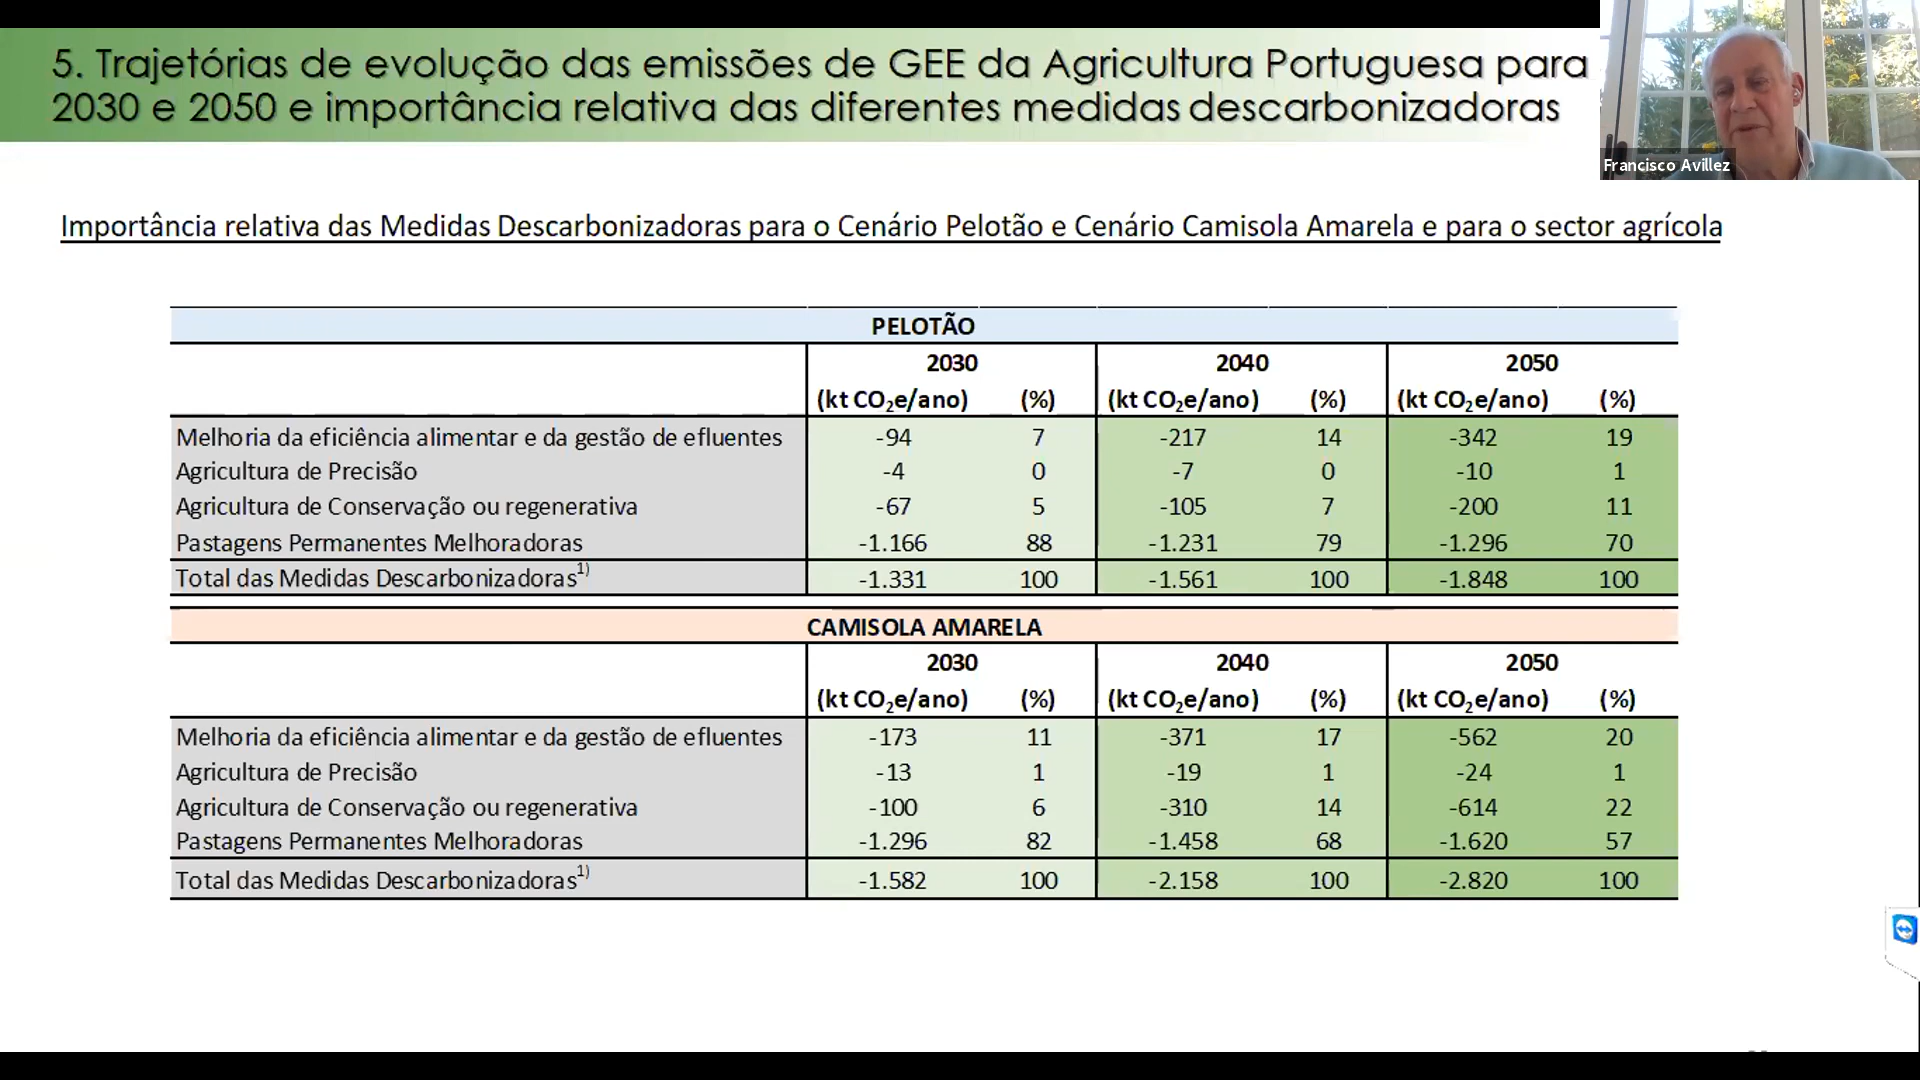 5. Trajetórias de evolução das emissões de GEE da Agricultura Portuguesa para
2030 e 2050 e importância relativa das diferentes medidas descarbonizadoras
Francisco Avillez
Importância relativa das Medidas Descarbonizadoras para o Cenário Pelotão e Cenário Camisola Amarela e para o sector agrícola
PELOTÃO
2030 2040 2050
(kt CO₂e/ano) (%) (kt CO₂e/ano) (%) (kt CO₂e/ano) (%)
Melhoria da eficiência alimentar e da gestão de efluentes -94 7 -217 14 -342 19
Agricultura de Precisão -4 0 -7 0 -10 1
Agricultura de Conservação ou regenerativa -67 5 -105 7 -200 11
Pastagens Permanentes Melhoradoras -1.166 88 -1.231 79 -1.296 70
Total das Medidas Descarbonizadoras¹⁾ -1.331 100 -1.561 100 -1.848 100
CAMISOLA AMARELA
2030 2040 2050
(kt CO₂e/ano) (%) (kt CO₂e/ano) (%) (kt CO₂e/ano) (%)
Melhoria da eficiência alimentar e da gestão de efluentes -173 11 -371 17 -562 20
Agricultura de Precisão -13 1 -19 1 -24 1
Agricultura de Conservação ou regenerativa -100 6 -310 14 -614 22
Pastagens Permanentes Melhoradoras -1.296 82 -1.458 68 -1.620 57
Total das Medidas Descarbonizadoras¹⁾ -1.582 100 -2.158 100 -2.820 100